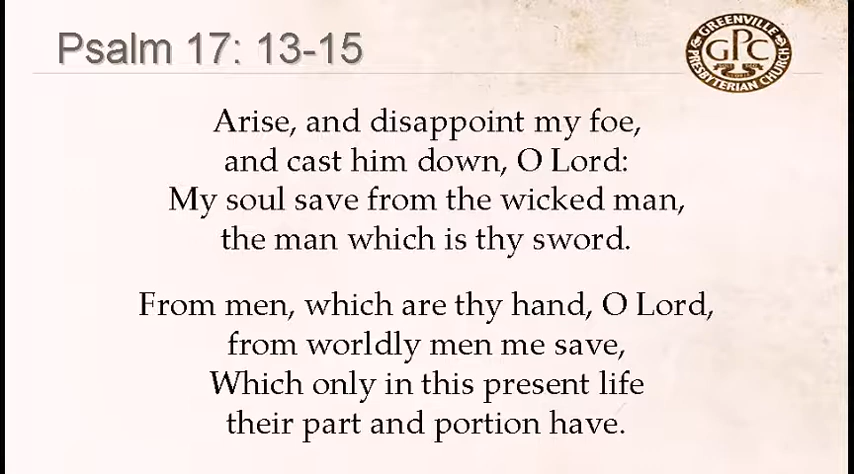 Psalm 17: 13-15
GREENVILLE
GPC
PRESBYTERIAN CHURCH
Arise, and disappoint my foe,
and cast him down, O Lord:
My soul save from the wicked man,
the man which is thy sword.
From men, which are thy hand, O Lord,
from worldly men me save,
Which only in this present life
their part and portion have.